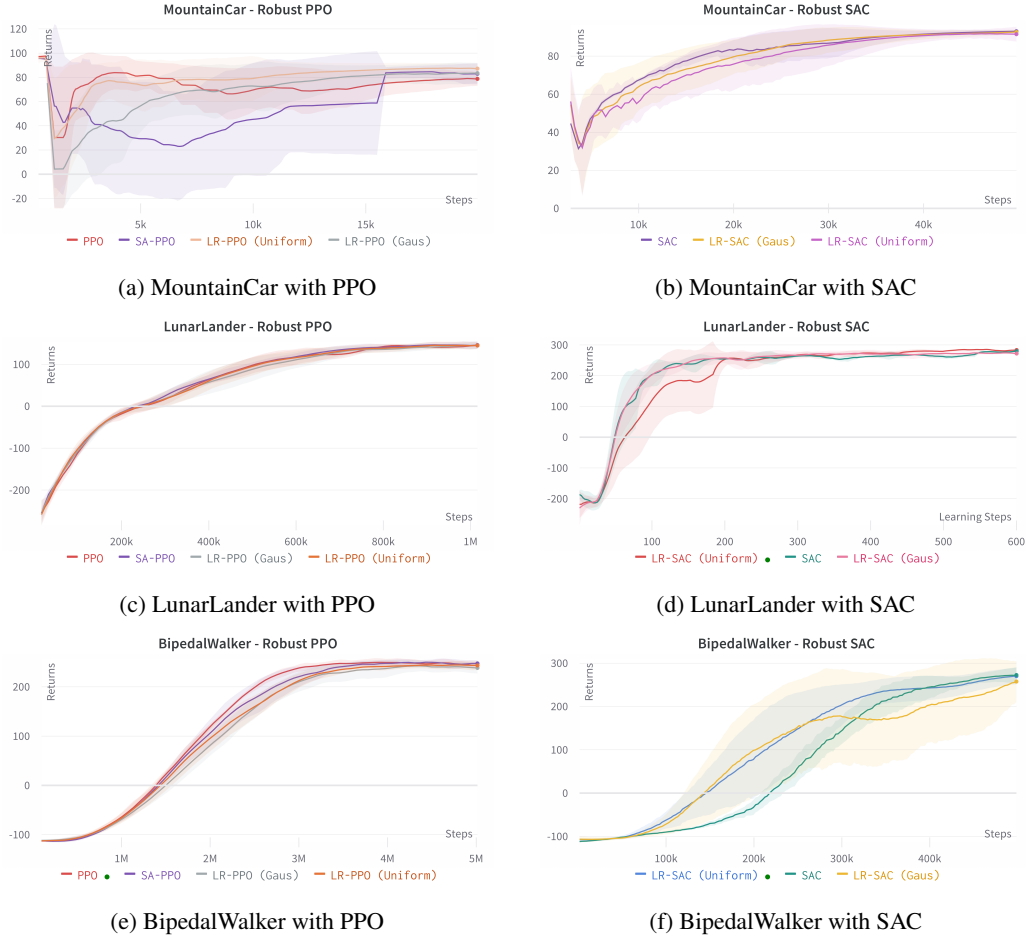 MountainCar - Robust PPO
Returns
120
100
80
60
40
20
0
-20
5k
10k
15k
Steps
PPO SA-PPO LR-PPO (Uniform) LR-PPO (Gaus)
(a) MountainCar with PPO
MountainCar - Robust SAC
Returns
80
60
40
20
0
10k
20k
30k
40k
Steps
SAC LR-SAC (Gaus) LR-SAC (Uniform)
(b) MountainCar with SAC
LunarLander - Robust PPO
Returns
100
0
-100
-200
200k
400k
600k
800k
1M
Steps
PPO SA-PPO LR-PPO (Gaus) LR-PPO (Uniform)
(c) LunarLander with PPO
LunarLander - Robust SAC
Returns
300
200
100
0
-100
-200
100
200
300
400
500
600
Learning Steps
LR-SAC (Uniform) SAC LR-SAC (Gaus)
(d) LunarLander with SAC
BipedalWalker - Robust PPO
Returns
200
100
0
-100
1M
2M
3M
4M
5M
Steps
PPO SA-PPO LR-PPO (Gaus) LR-PPO (Uniform)
(e) BipedalWalker with PPO
BipedalWalker - Robust SAC
Returns
300
200
100
0
-100
100k
200k
300k
400k
Steps
LR-SAC (Uniform) SAC LR-SAC (Gaus)
(f) BipedalWalker with SAC